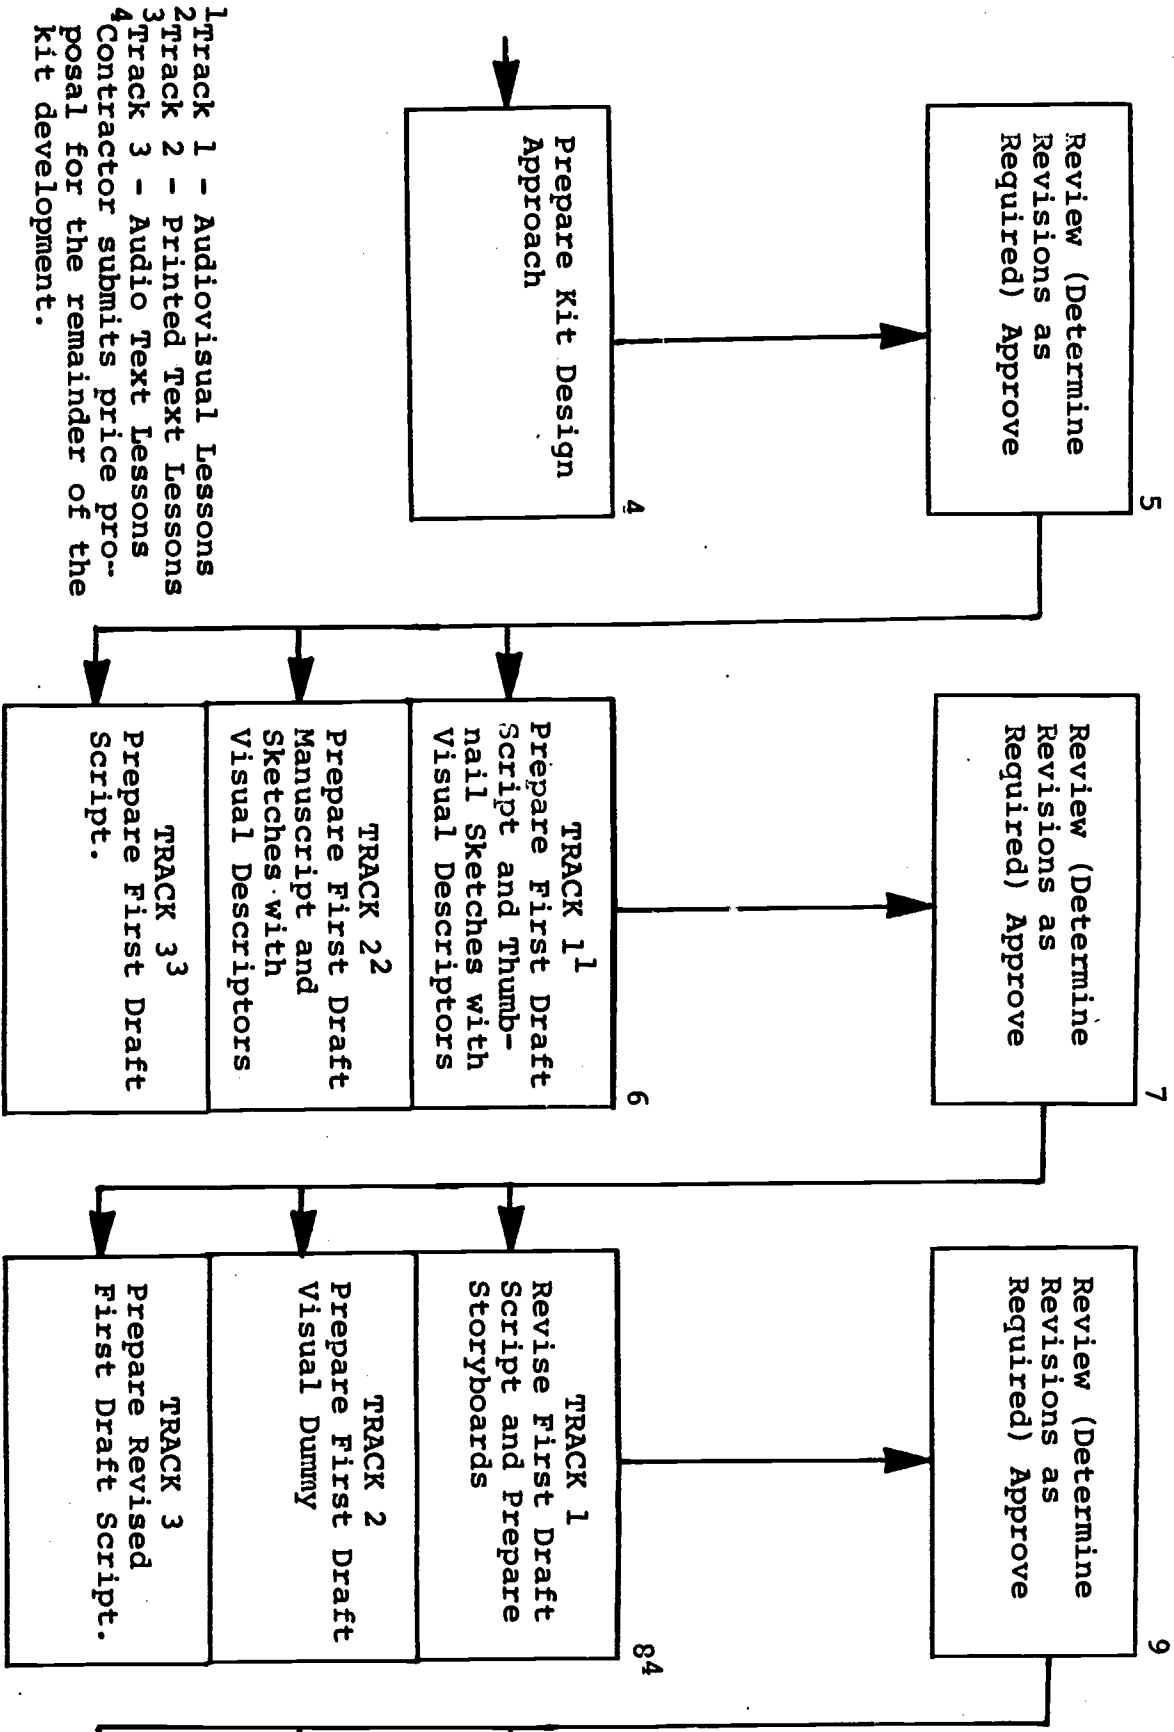 5
Review (Determine
Revisions as
Required) Approve
7
Review (Determine
Revisions as
Required) Approve
9
Review (Determine
Revisions as
Required) Approve
4
Prepare Kit Design
Approach
6
TRACK 1¹
Prepare First Draft
Script and Thumb-
nail Sketches with
Visual Descriptors
TRACK 2²
Prepare First Draft
Manuscript and
Sketches with
Visual Descriptors
TRACK 3³
Prepare First Draft
Script.
8⁴
TRACK 1
Revise First Draft
Script and Prepare
Storyboards
TRACK 2
Prepare First Draft
Visual Dummy
TRACK 3
Prepare Revised
First Draft Script.
¹Track 1 - Audiovisual Lessons
²Track 2 - Printed Text Lessons
³Track 3 - Audio Text Lessons
⁴Contractor submits price pro-
posal for the remainder of the
kit development.